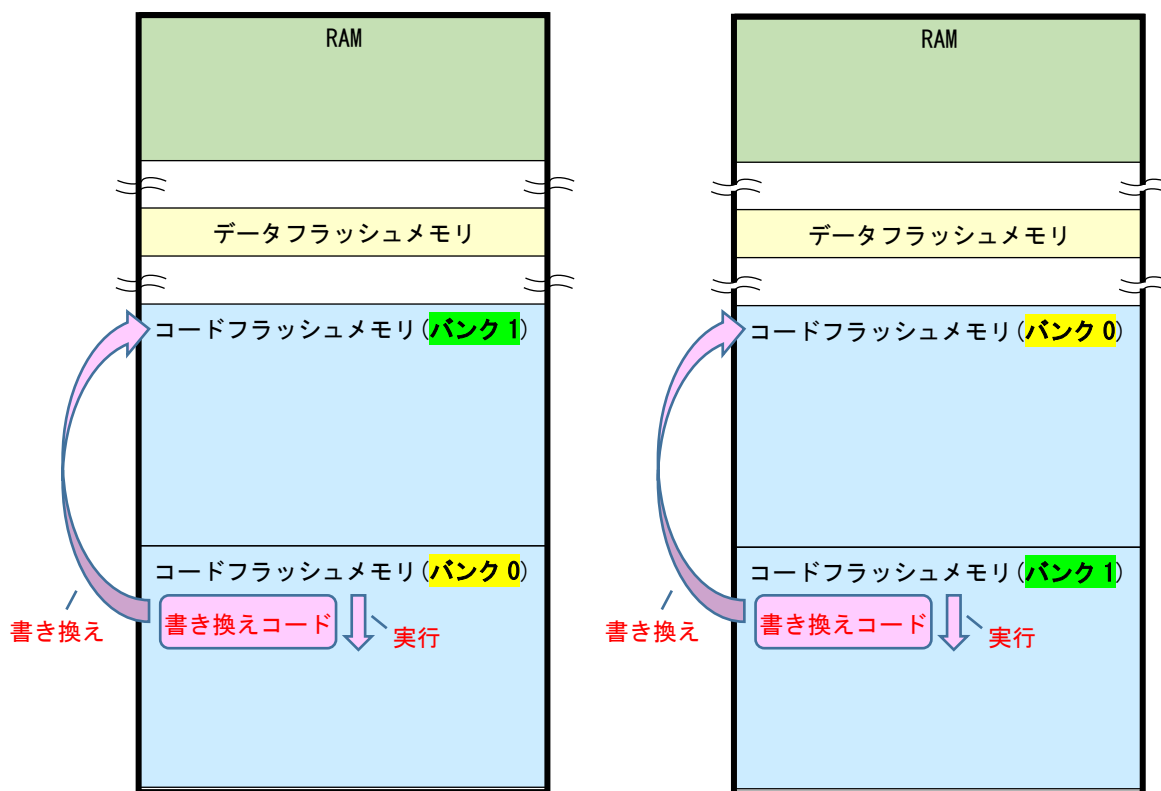 RAM
データフラッシュメモリ
コードフラッシュメモリ(バンク 1)
コードフラッシュメモリ(バンク 0)
書き換えコード
実行
書き換え
RAM
データフラッシュメモリ
コードフラッシュメモリ(バンク 0)
コードフラッシュメモリ(バンク 1)
書き換えコード
実行
書き換え